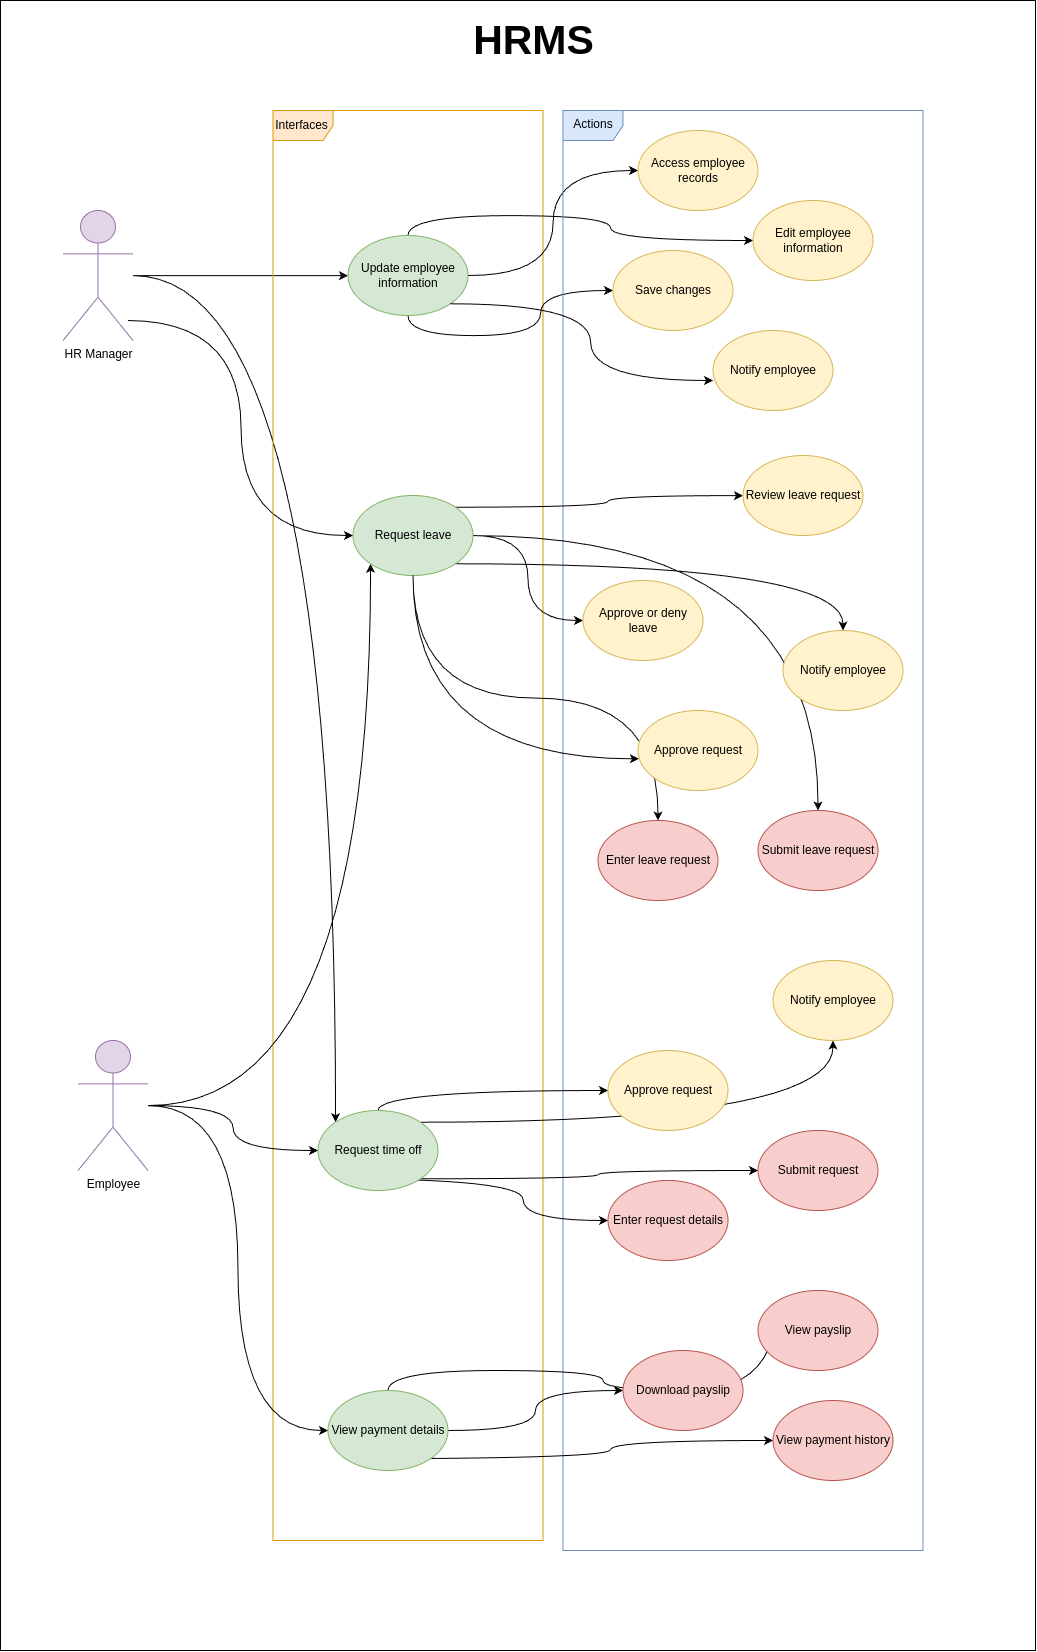 HRMS
Interfaces
Actions
Access employee
records
Edit employee
information
Update employee
information
Save changes
HR Manager
Notify employee
Review leave request
Request leave
Approve or deny
leave
Notify employee
Approve request
Enter leave request
Submit leave request
Notify employee
Approve request
Employee
Request time off
Submit request
Enter request details
View payslip
Download payslip
View payment details
View payment history